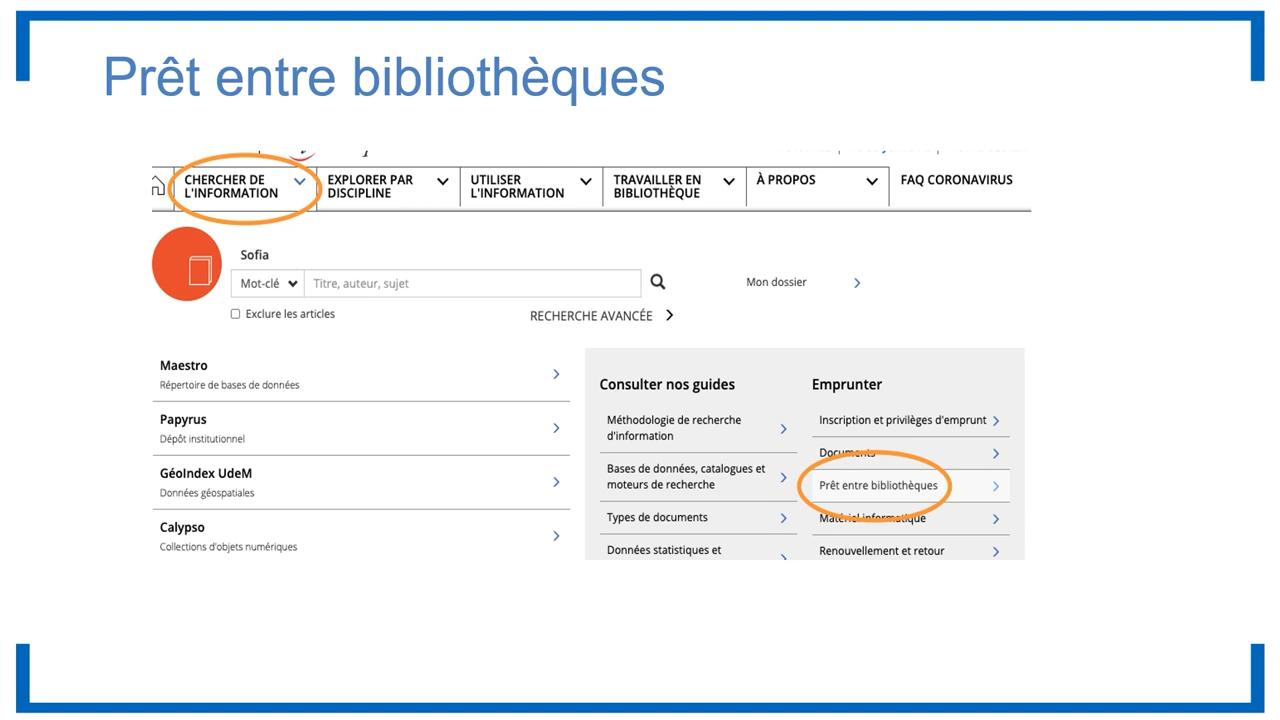 Prêt entre bibliothèques
CHERCHER DE
L'INFORMATION
EXPLORER PAR
DISCIPLINE
UTILISER
L'INFORMATION
TRAVAILLER EN
BIBLIOTHÈQUE
À PROPOS
FAQ CORONAVIRUS
Sofia
Mot-clé
Titre, auteur, sujet
Mon dossier
Exclure les articles
RECHERCHE AVANCÉE
Maestro
Répertoire de bases de données
Papyrus
Dépôt institutionnel
GéoIndex UdeM
Données géospatiales
Calypso
Collections d'objets numériques
Consulter nos guides
Méthodologie de recherche
d'information
Bases de données, catalogues et
moteurs de recherche
Types de documents
Données statistiques et
Emprunter
Inscription et privilèges d'emprunt
Documents
Prêt entre bibliothèques
Matériel informatique
Renouvellement et retour